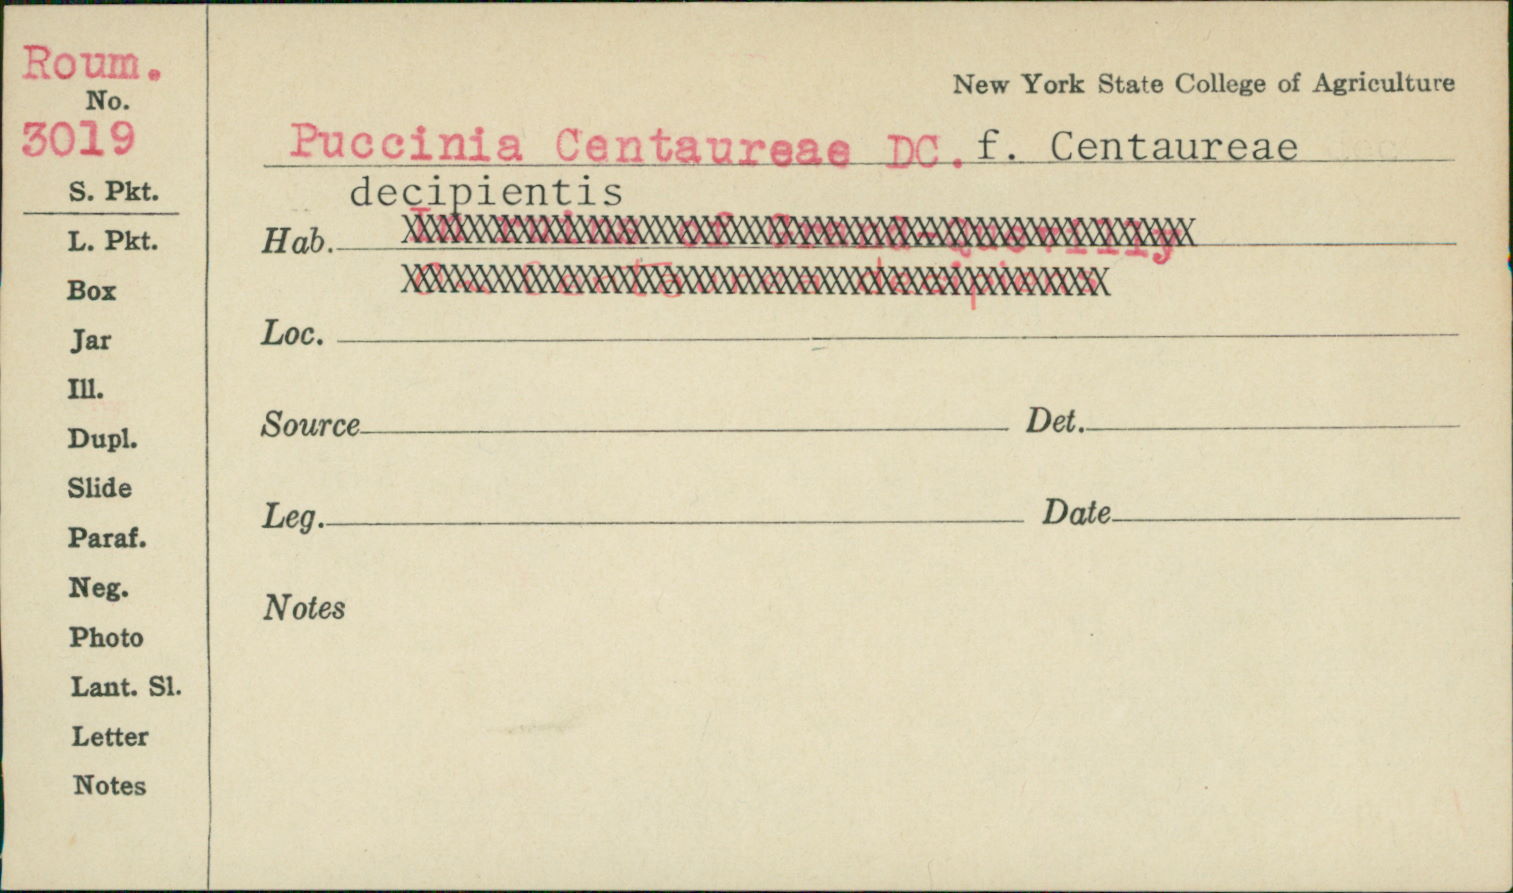 Roum.
No.
3019
S. Pkt.
L. Pkt.
Box
Jar
Ill.
Dupl.
Slide
Paraf.
Neg.
Photo
Lant. Sl.
Letter
Notes
New York State College of Agriculture
Puccinia Centaureae DC. f. Centaureae
decipientis
Hab.
Loc.
Source Det.
Leg. Date
Notes